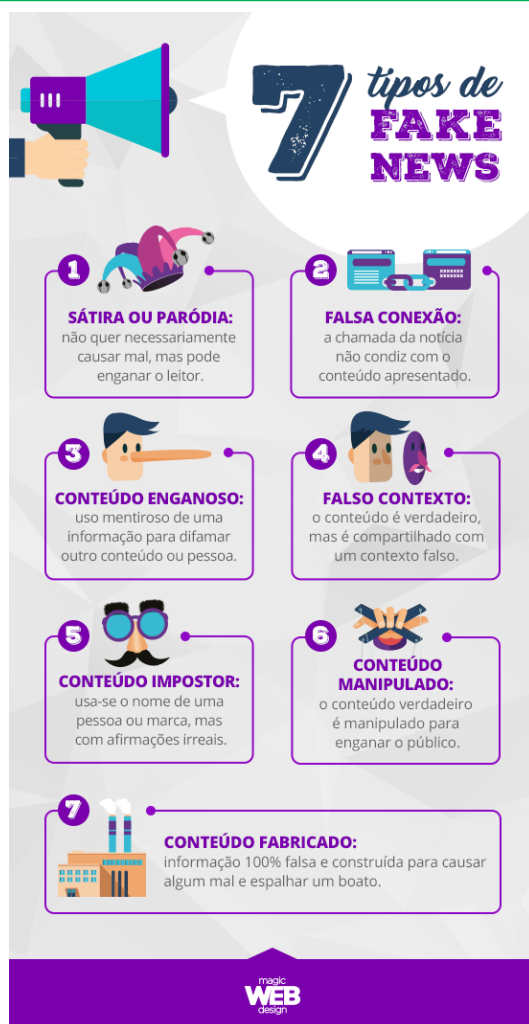 7
tipos de
FAKE
NEWS
1
SÁTIRA OU PARÓDIA:
não quer necessariamente
causar mal, mas pode
enganar o leitor.
2
FALSA CONEXÃO:
a chamada da notícia
não condiz com o
conteúdo apresentado.
3
CONTEÚDO ENGANOSO:
uso mentiroso de uma
informação para difamar
outro conteúdo ou pessoa.
4
FALSO CONTEXTO:
o conteúdo é verdadeiro,
mas é compartilhado com
um contexto falso.
5
CONTEÚDO IMPOSTOR:
usa-se o nome de uma
pessoa ou marca, mas
com afirmações irreais.
6
CONTEÚDO
MANIPULADO:
o conteúdo verdadeiro
é manipulado para
enganar o público.
7
CONTEÚDO FABRICADO:
informação 100% falsa e construída para causar
algum mal e espalhar um boato.
magic
WEB
design